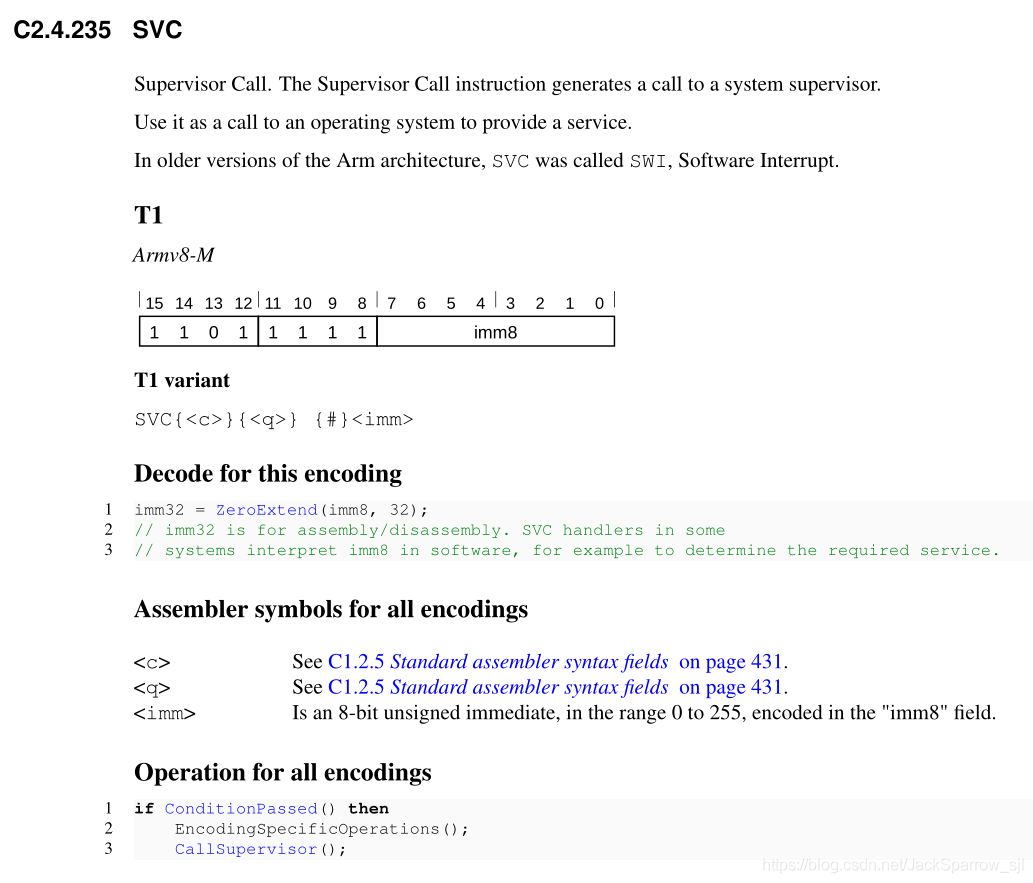 C2.4.235 SVC
Supervisor Call. The Supervisor Call instruction generates a call to a system supervisor.
Use it as a call to an operating system to provide a service.
In older versions of the Arm architecture, SVC was called SWI, Software Interrupt.
T1
Armv8-M
15 14 13 12 11 10 9 8 7 6 5 4 3 2 1 0
1 1 0 1 1 1 1 1 imm8
T1 variant
SVC{<c>}{<q>} {#}<imm>
Decode for this encoding
1 imm32 = ZeroExtend(imm8, 32);
2 // imm32 is for assembly/disassembly. SVC handlers in some
3 // systems interpret imm8 in software, for example to determine the required service.
Assembler symbols for all encodings
<c> See C1.2.5 Standard assembler syntax fields on page 431.
<q> See C1.2.5 Standard assembler syntax fields on page 431.
<imm> Is an 8-bit unsigned immediate, in the range 0 to 255, encoded in the "imm8" field.
Operation for all encodings
1 if ConditionPassed() then
2 EncodingSpecificOperations();
3 CallSupervisor();
https://blog.csdn.net/JackSparrow_sjl